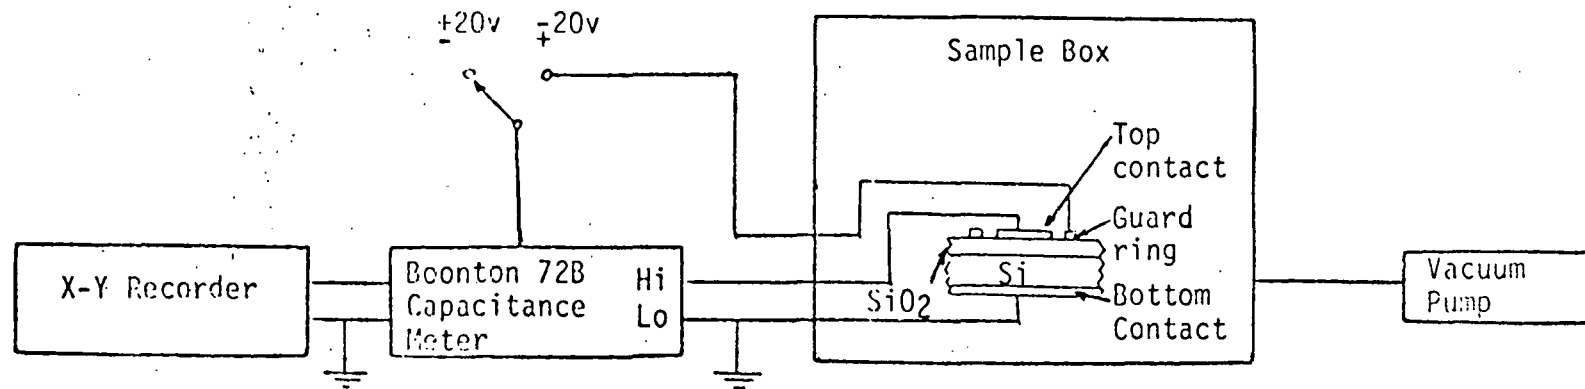 ±20v ∓20v
Sample Box
Top
contact
Guard
ring
X-Y Recorder
Boonton 72B
Capacitance
Meter
Hi
Lo
SiO2
Si
Bottom
Contact
Vacuum
Pump